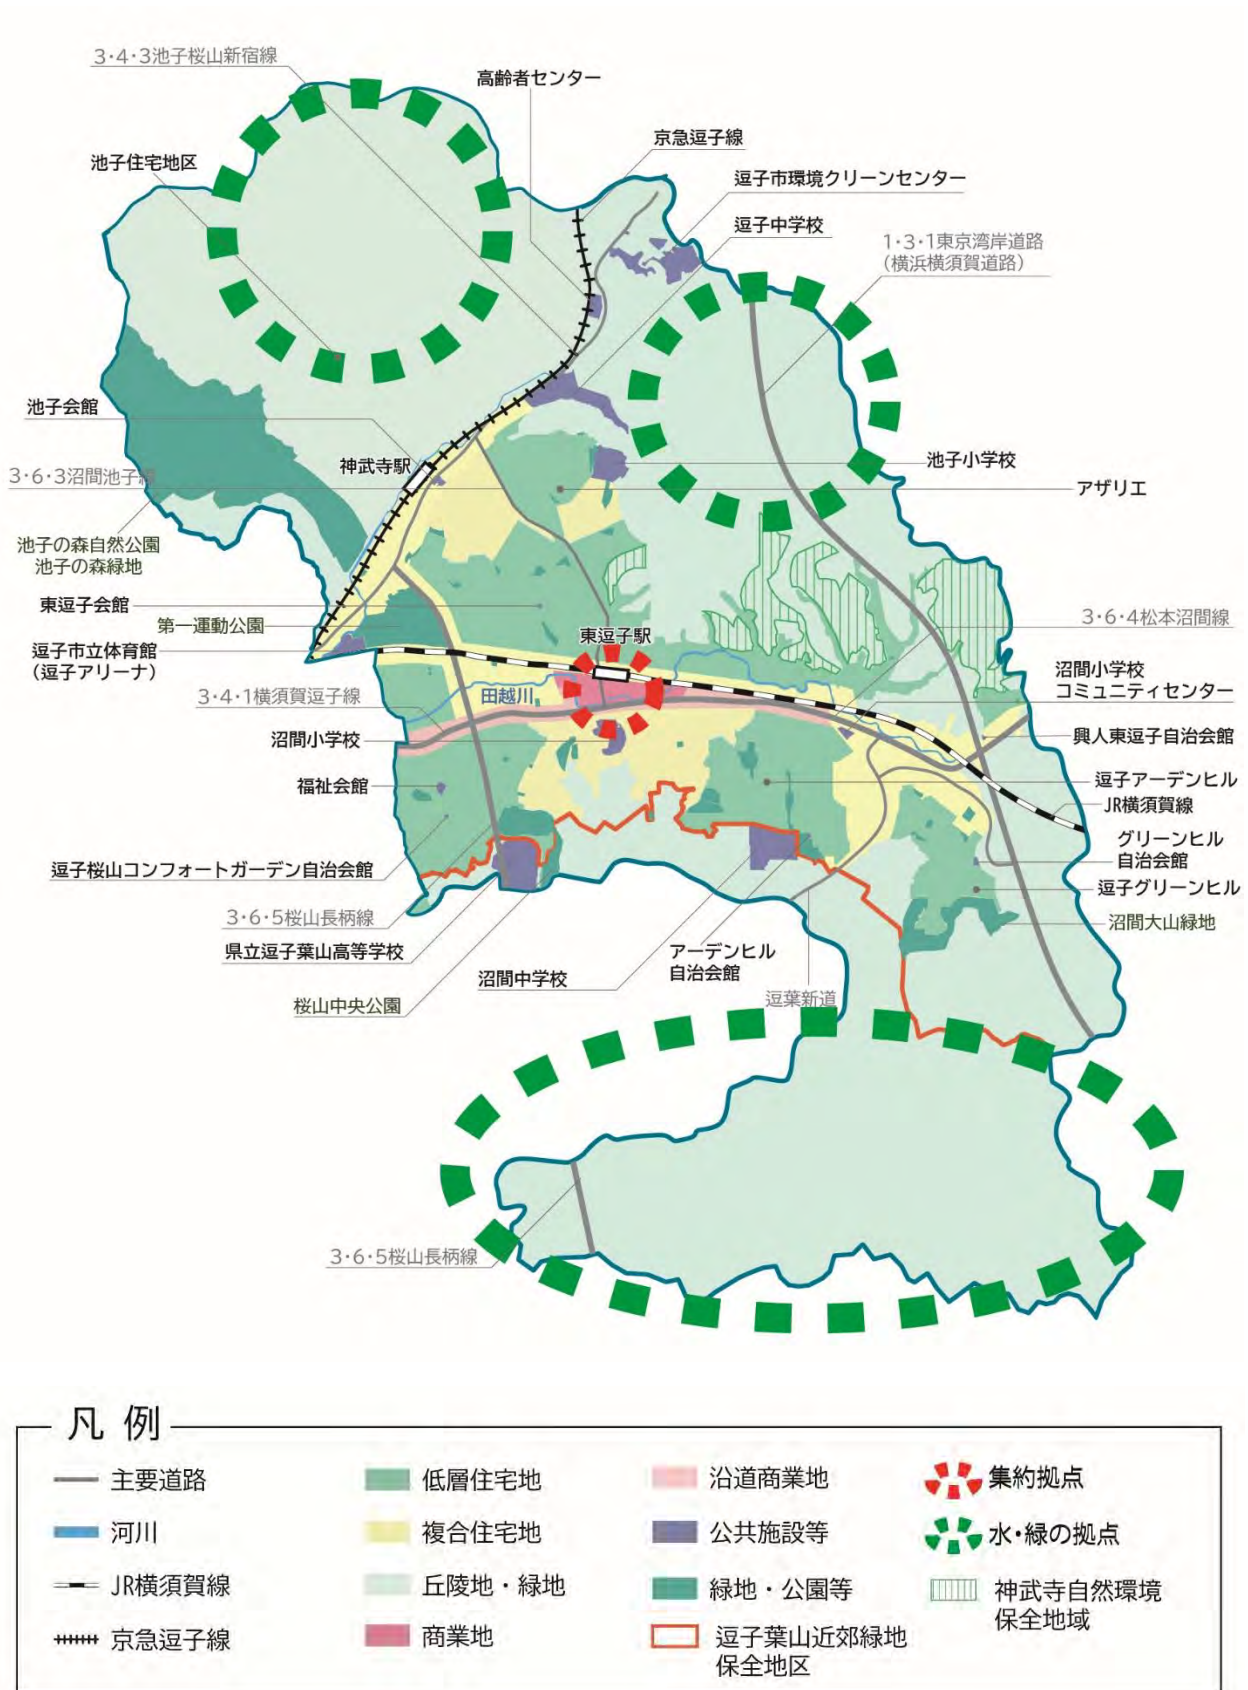 3・4・3池子桜山新宿線
高齢者センター
京急逗子線
池子住宅地区
逗子市環境クリーンセンター
逗子中学校
1・3・1東京湾岸道路
(横浜横須賀道路)
池子会館
神武寺駅
池子小学校
3・6・3沼間池子線
アザリエ
池子の森自然公園
池子の森緑地
東逗子会館
第一運動公園
東逗子駅
3・6・4松本沼間線
逗子市立体育館
(逗子アリーナ)
沼間小学校
コミュニティセンター
3・4・1横須賀逗子線
田越川
沼間小学校
興人東逗子自治会館
福祉会館
逗子アーデンヒル
JR横須賀線
グリーンヒル
自治会館
逗子桜山コンフォートガーデン自治会館
逗子グリーンヒル
3・6・5桜山長柄線
沼間大山緑地
県立逗子葉山高等学校
アーデンヒル
自治会館
沼間中学校
桜山中央公園
逗葉新道
3・6・5桜山長柄線
凡例
主要道路
低層住宅地
沿道商業地
集約拠点
河川
複合住宅地
公共施設等
水・緑の拠点
JR横須賀線
丘陵地・緑地
緑地・公園等
神武寺自然環境
保全地域
京急逗子線
商業地
逗子葉山近郊緑地
保全地区